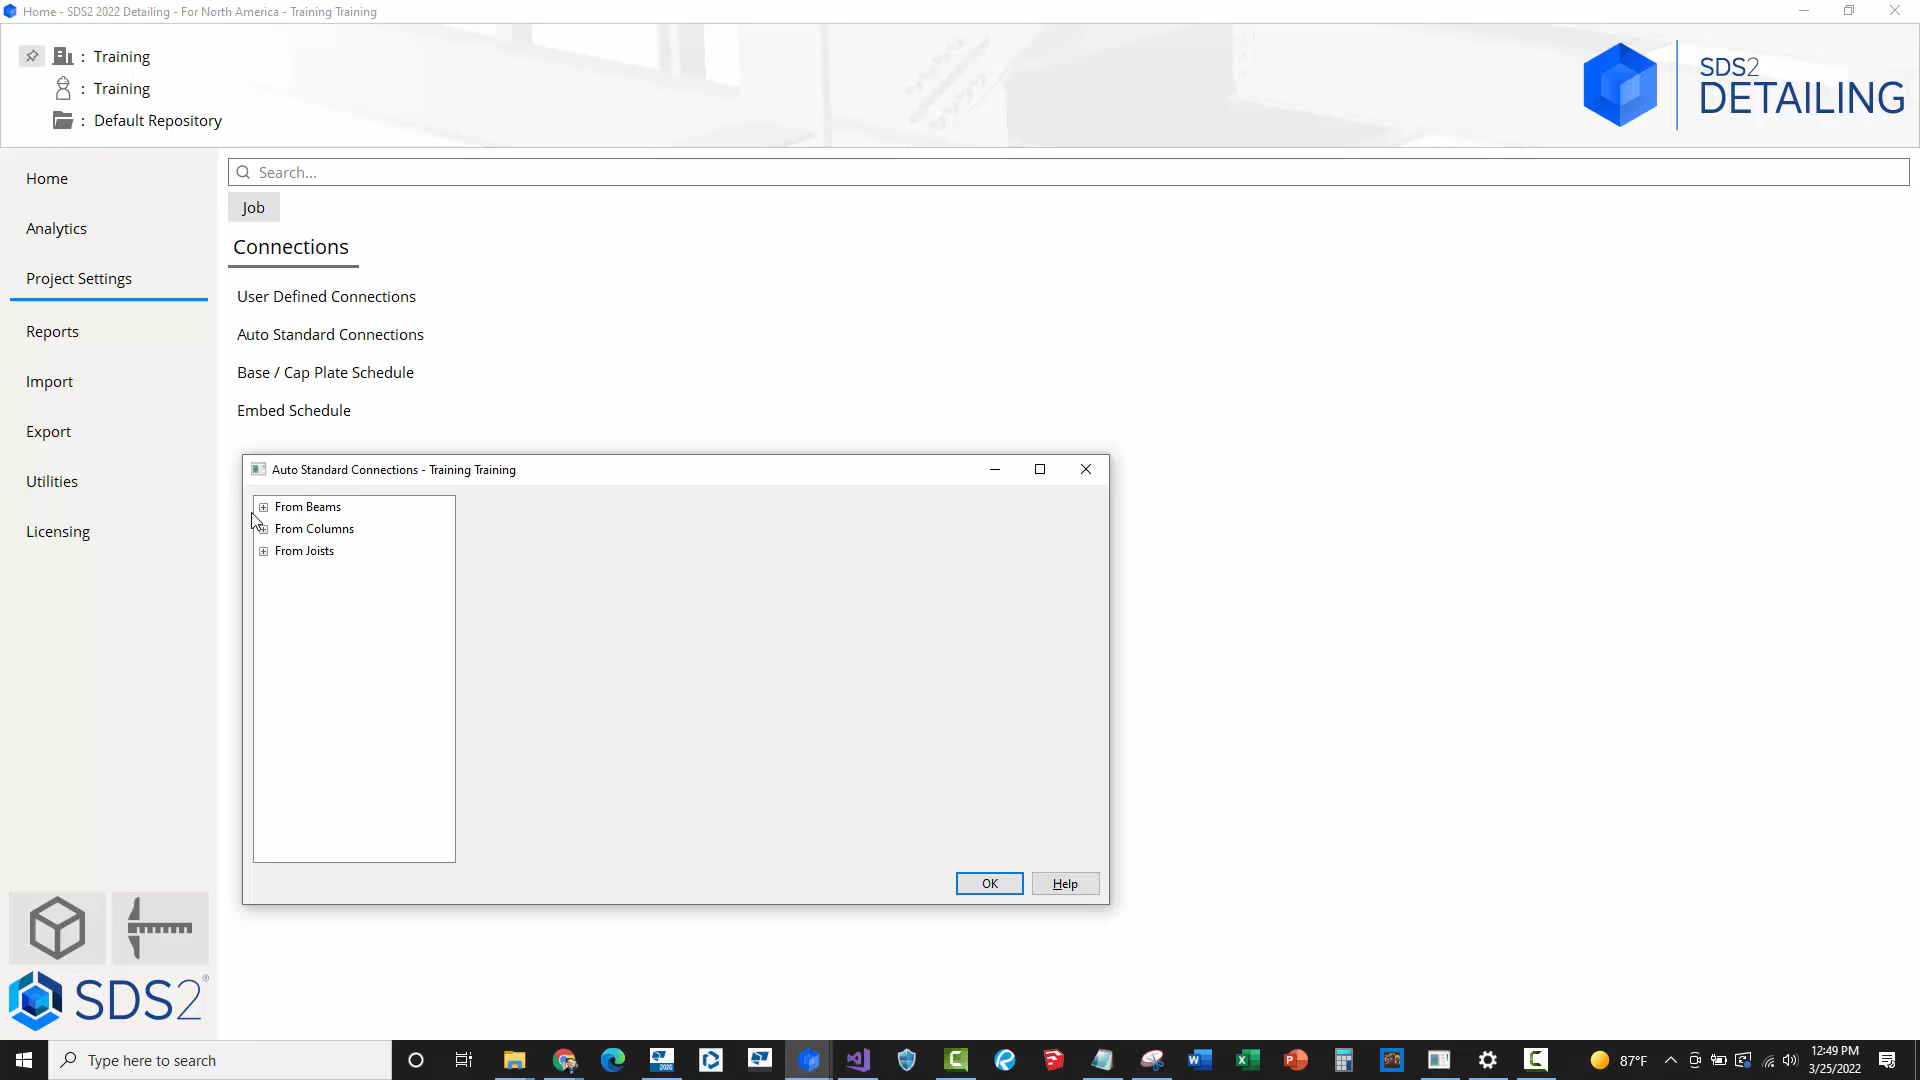 Home - SDS2 2022 Detailing - For North America - Training Training
: Training
: Training
: Default Repository
SDS2
DETAILING
Home
Analytics
Project Settings
Reports
Import
Export
Utilities
Licensing
Search...
Job
Connections
User Defined Connections
Auto Standard Connections
Base / Cap Plate Schedule
Embed Schedule
Auto Standard Connections - Training Training
From Beams
From Columns
From Joists
OK
Help
SDS2®
Type here to search
2020
87°F
12:49 PM
3/25/2022